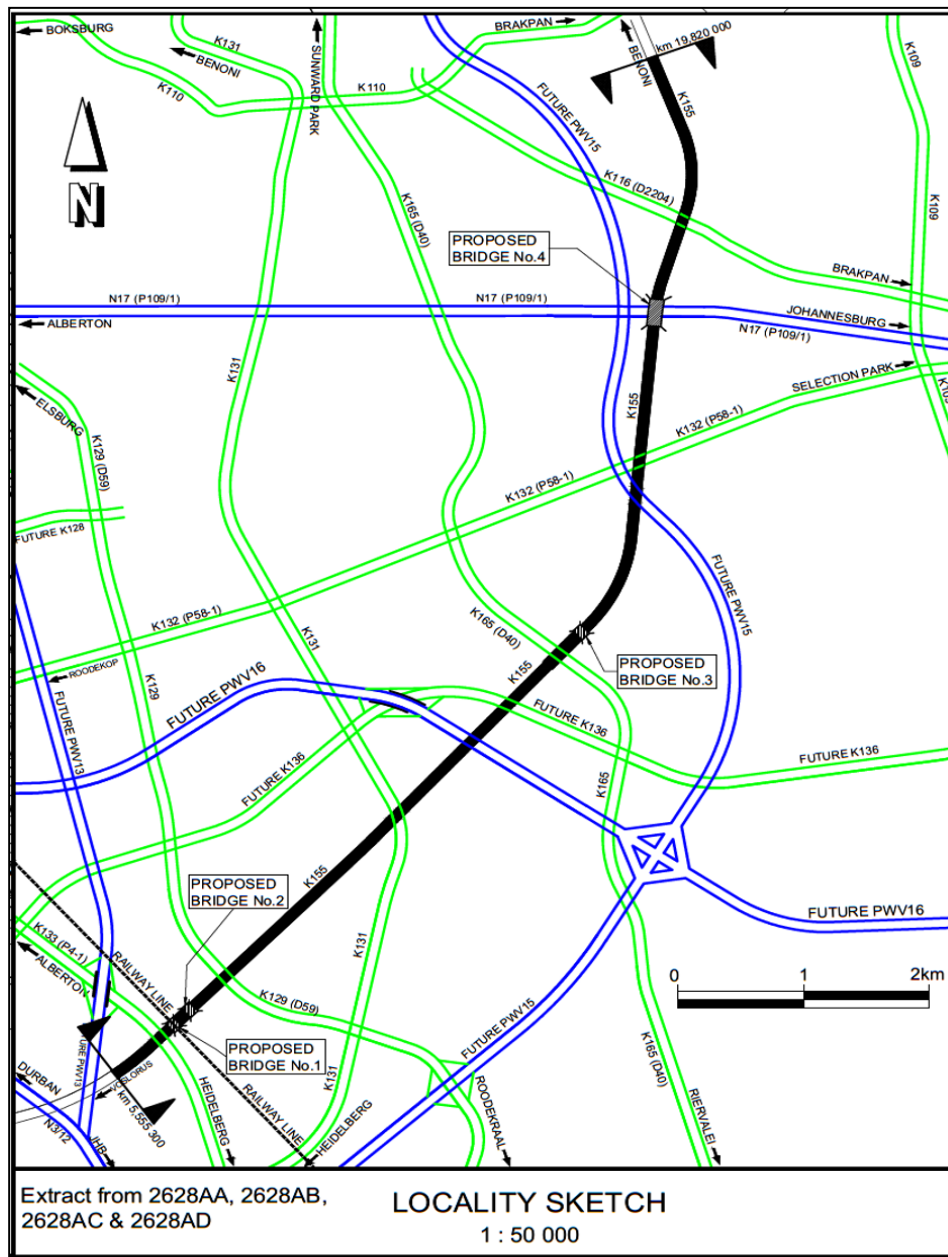 BOKSBURG
K131
BENONI
K110
SUNWARD PARK
K110
BRAKPAN
BENONI
km 19,820 000
K155
K109
K109
FUTURE PWV15
K165 (D40)
K116 (D2204)
PROPOSED
BRIDGE No.4
BRAKPAN
N17 (P109/1)
N17 (P109/1)
ALBERTON
JOHANNESBURG
N17 (P109/1)
K131
K155
SELECTION PARK
K109
ELSBURG
K129 (D59)
K132 (P58-1)
K132 (P58-1)
FUTURE K128
FUTURE PWV15
K132 (P58-1)
K131
K165 (D40)
ROODEKOP
K129
FUTURE PWV13
FUTURE PWV16
K155
PROPOSED
BRIDGE No.3
FUTURE K136
FUTURE K136
FUTURE K136
K165
K155
PROPOSED
BRIDGE No.2
FUTURE PWV16
K133 (P4-1)
ALBERTON
RAILWAY LINE
K131
K129 (D59)
0 1 2km
PROPOSED
BRIDGE No.1
FUTURE PWV15
K165 (D40)
URE PWV13
VOSLORUS
km 5,555 300
DURBAN
N3/12
JHB
HEIDELBERG
RAILWAY LINE
K131
HEIDELBERG
ROODEKRAAL
RIERVALEI
N
Extract from 2628AA, 2628AB,
2628AC & 2628AD
LOCALITY SKETCH
1 : 50 000